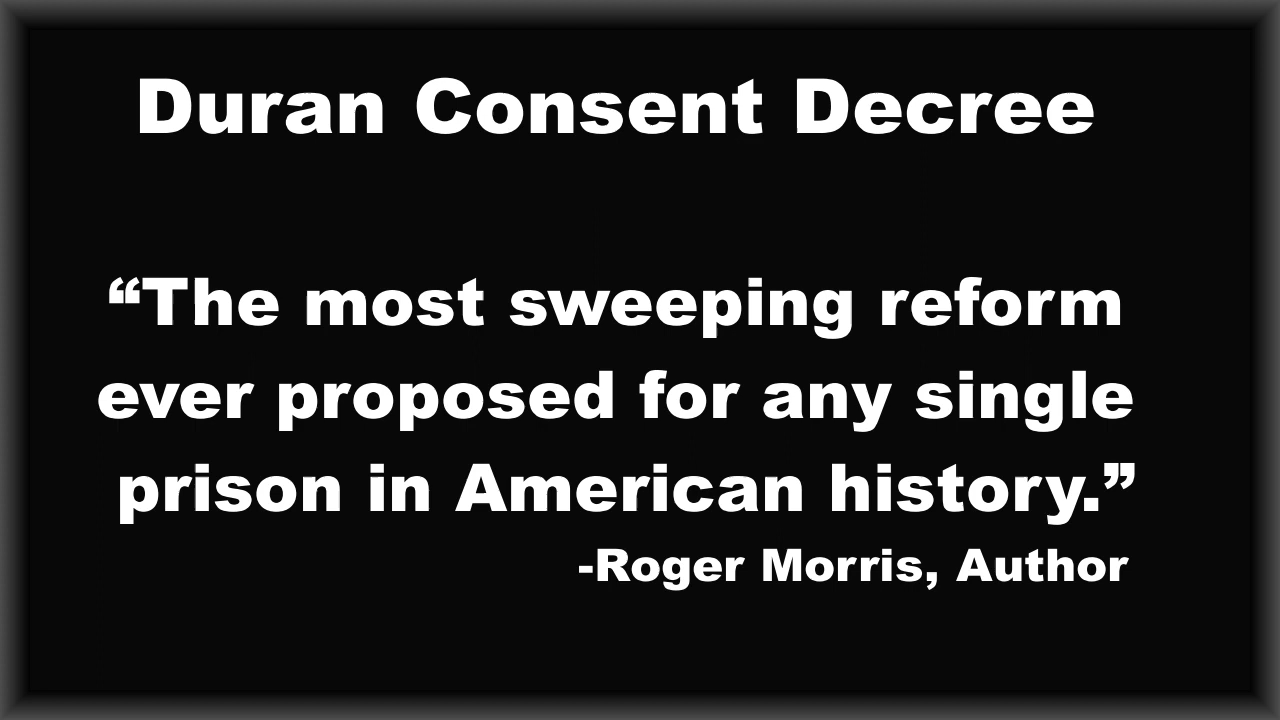 Duran Consent Decree
“The most sweeping reform
ever proposed for any single
prison in American history.”
-Roger Morris, Author